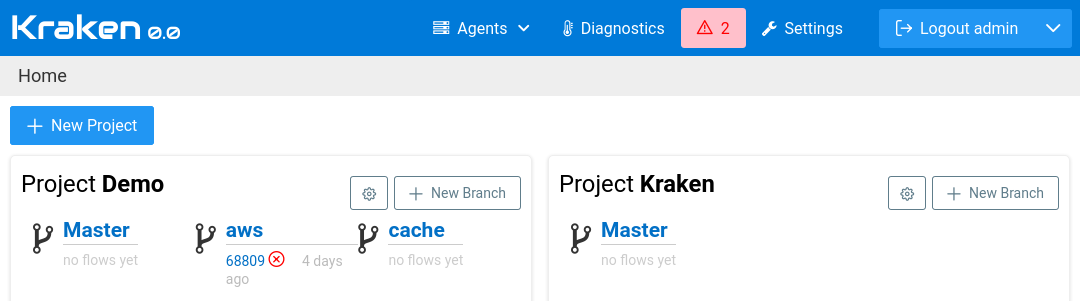 Kraken 0.0
Agents
Diagnostics
2
Settings
Logout admin
Home
New Project
Project Demo
New Branch
Master
no flows yet
aws
68809 4 days
ago
cache
no flows yet
Project Kraken
New Branch
Master
no flows yet